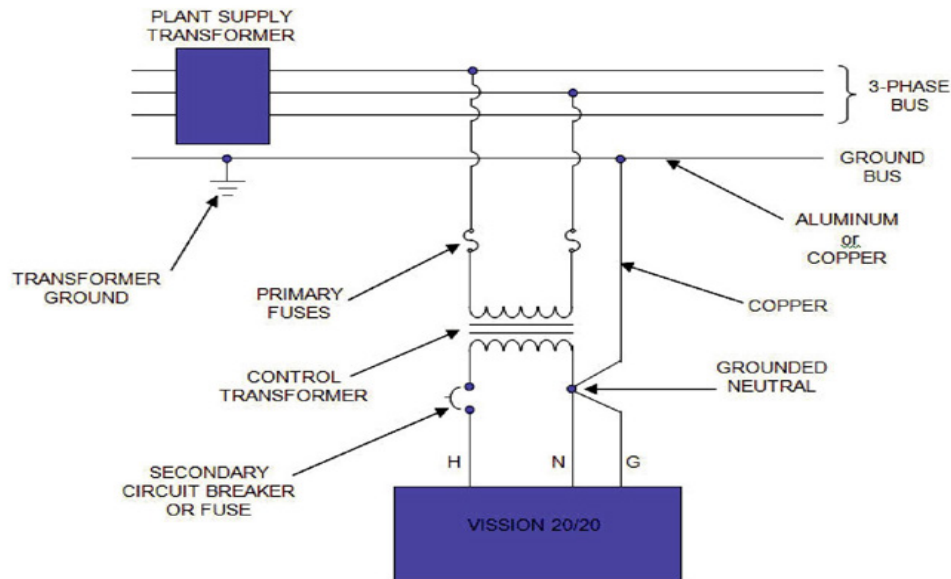 PLANT SUPPLY
TRANSFORMER
3-PHASE
BUS
GROUND
BUS
ALUMINUM
or
COPPER
TRANSFORMER
GROUND
PRIMARY
FUSES
COPPER
CONTROL
TRANSFORMER
GROUNDED
NEUTRAL
SECONDARY
CIRCUIT BREAKER
OR FUSE
H N G
VISSION 20/20